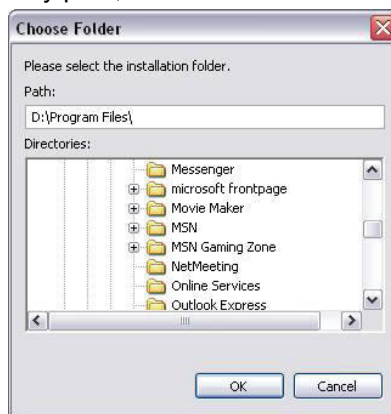 Choose Folder
Please select the installation folder.
Path:
D:\Program Files\
Directories:
Messenger
microsoft frontpage
Movie Maker
MSN
MSN Gaming Zone
NetMeeting
Online Services
Outlook Express
OK Cancel